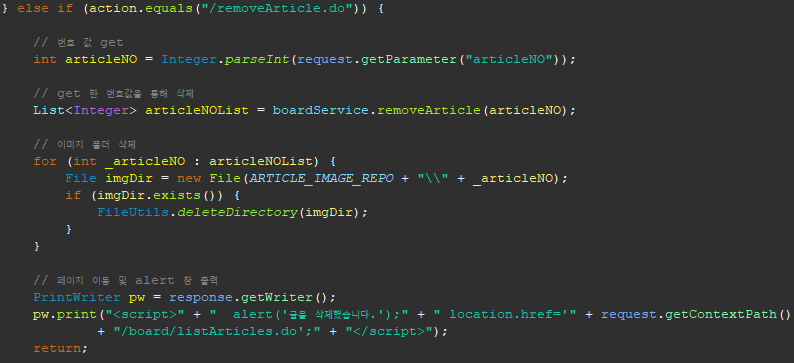 } else if (action.equals("/removeArticle.do")) {
// 번호 값 get
int articleNO = Integer.parseInt(request.getParameter("articleNO"));
// get 한 번호값을 통해 삭제
List<Integer> articleNOList = boardService.removeArticle(articleNO);
// 이미지 폴더 삭제
for (int _articleNO : articleNOList) {
File imgDir = new File(ARTICLE_IMAGE_REPO + "\\" + _articleNO);
if (imgDir.exists()) {
FileUtils.deleteDirectory(imgDir);
}
}
// 페이지 이동 및 alert 창 출력
PrintWriter pw = response.getWriter();
pw.print("<script>" + "  alert('글을 삭제했습니다.');" + " location.href='" + request.getContextPath()
+ "/board/listArticles.do';" + "</script>");
return;